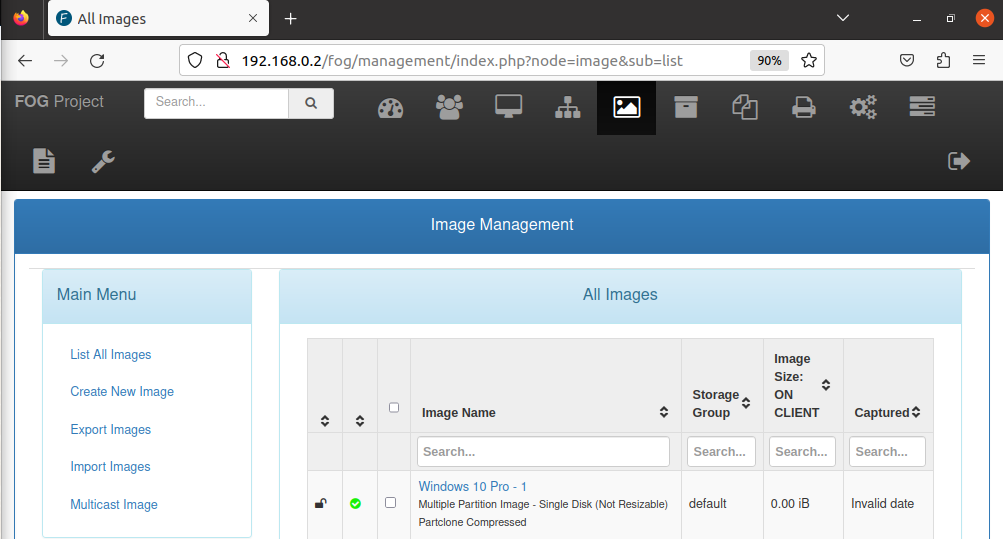 All Images
192.168.0.2/fog/management/index.php?node=image&sub=list
90%
FOG Project
Search...
Image Management
Main Menu
List All Images
Create New Image
Export Images
Import Images
Multicast Image
All Images
Image Name
Storage
Group
Image
Size:
ON
CLIENT
Captured
Search...
Search...
Search...
Search...
Windows 10 Pro - 1
Multiple Partition Image - Single Disk (Not Resizable)
Partclone Compressed
default
0.00 iB
Invalid date